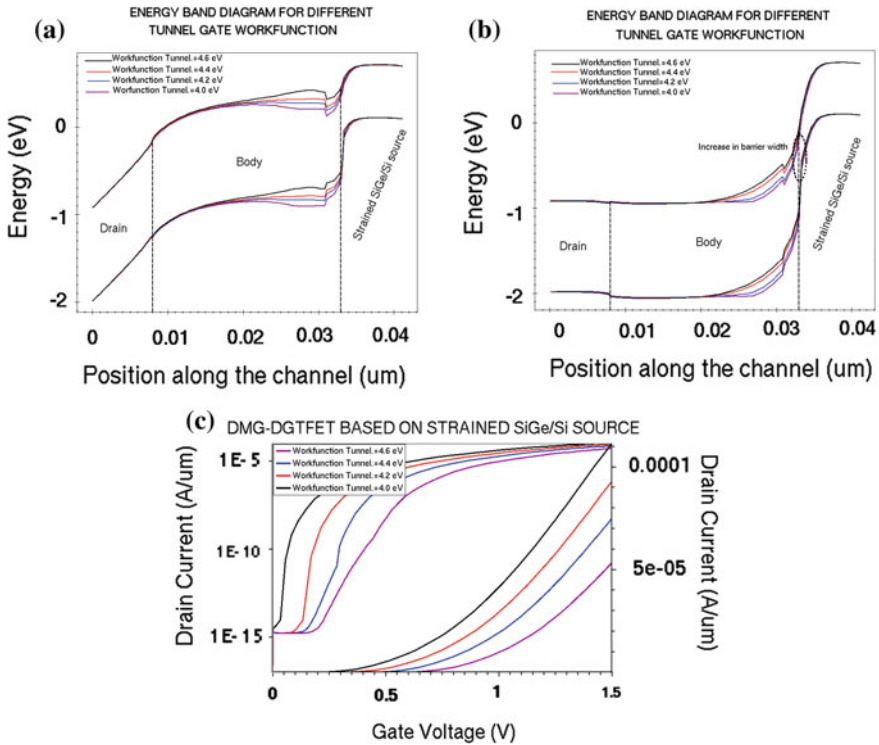 (a)
ENERGY BAND DIAGRAM FOR DIFFERENT
TUNNEL GATE WORKFUNCTION
Workfunction Tunnel.=4.6 eV
Workfunction Tunnel.=4.4 eV
Workfunction Tunnel.=4.2 eV
Worfunction Tunnel.=4.0 eV
Energy (eV)
0
-1
-2
Drain
Body
Strained SiGe/Si source
0
0.01
0.02
0.03
0.04
Position along the channel (um)
(b)
ENERGY BAND DIAGRAM FOR DIFFERENT
TUNNEL GATE WORKFUNCTION
Workfunction Tunnel.=4.6 eV
Workfunction Tunnel.=4.4 eV
Workfunction Tunnel.=4.2 eV
Workfunction Tunnel.=4.0 eV
Increase in barrier width
Energy (eV)
0
-1
-2
Drain
Body
Strained SiGe/Si source
0
0.01
0.02
0.03
0.04
Position along the channel (um)
(c)
DMG-DGTFET BASED ON STRAINED SiGe/Si SOURCE
Workfunction Tunnel.=4.6 eV
Workfunction Tunnel.=4.4 eV
Workfunction Tunnel.=4.2 eV
Workfunction Tunnel.=4.0 eV
Drain Current (A/um)
1E-5
1E-10
1E-15
0.0001
5e-05
Drain Current (A/um)
0
0.5
1
1.5
Gate Voltage (V)